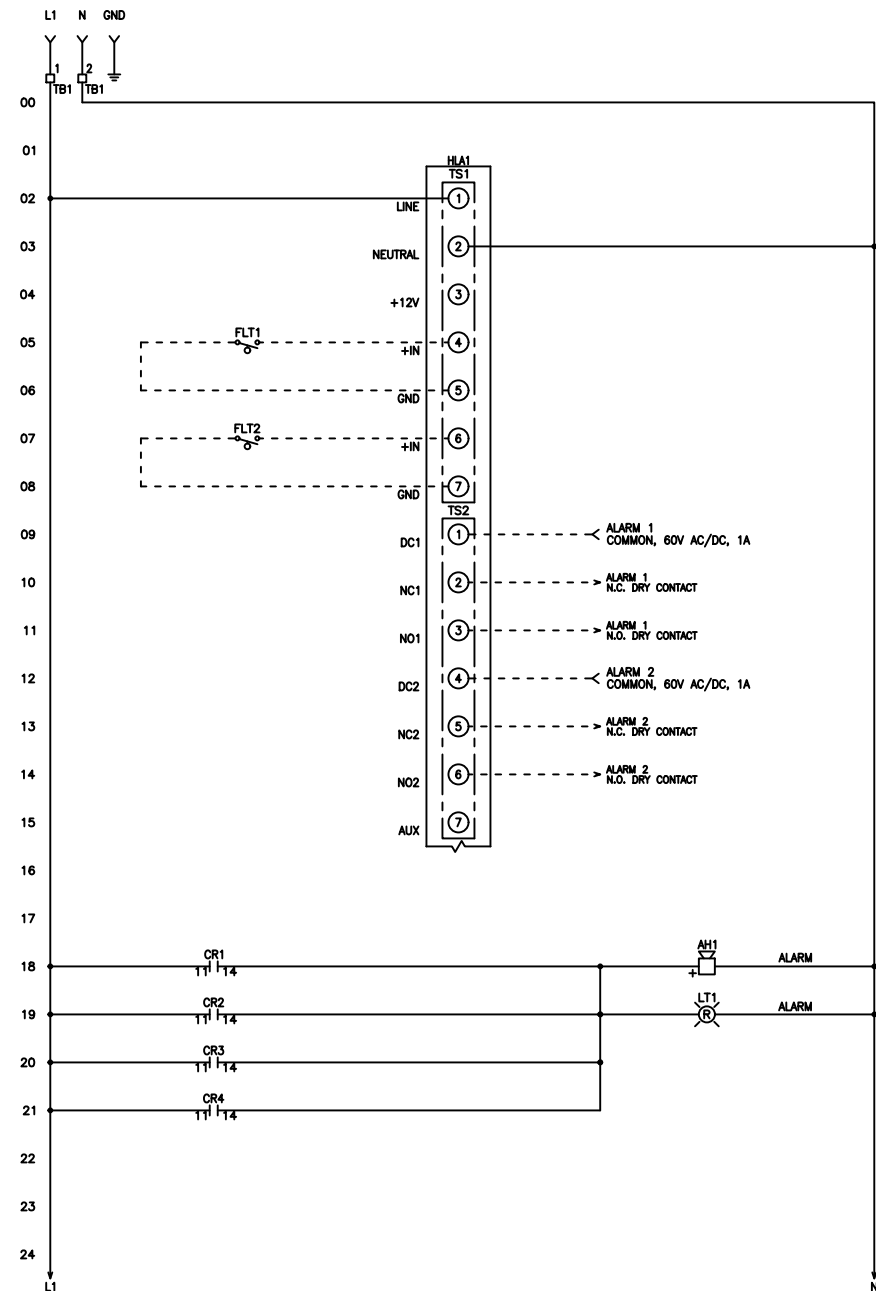 L1 N GND
1 2
TB1 TB1
00
01
HLA1
TS1
02 LINE 1
03 NEUTRAL 2
04 +12V 3
FLT1
05 +IN 4
06 GND 5
FLT2
07 +IN 6
08 GND 7
TS2
09 DC1 1 ALARM 1
COMMON, 60V AC/DC, 1A
10 NC1 2 ALARM 1
N.C. DRY CONTACT
11 NO1 3 ALARM 1
N.O. DRY CONTACT
12 DC2 4 ALARM 2
COMMON, 60V AC/DC, 1A
13 NC2 5 ALARM 2
N.C. DRY CONTACT
14 NO2 6 ALARM 2
N.O. DRY CONTACT
15 AUX 7
16
17
CR1 AH1
18 11 14 + ALARM
CR2 LT1
19 11 14 R ALARM
CR3
20 11 14
CR4
21 11 14
22
23
24
L1 N